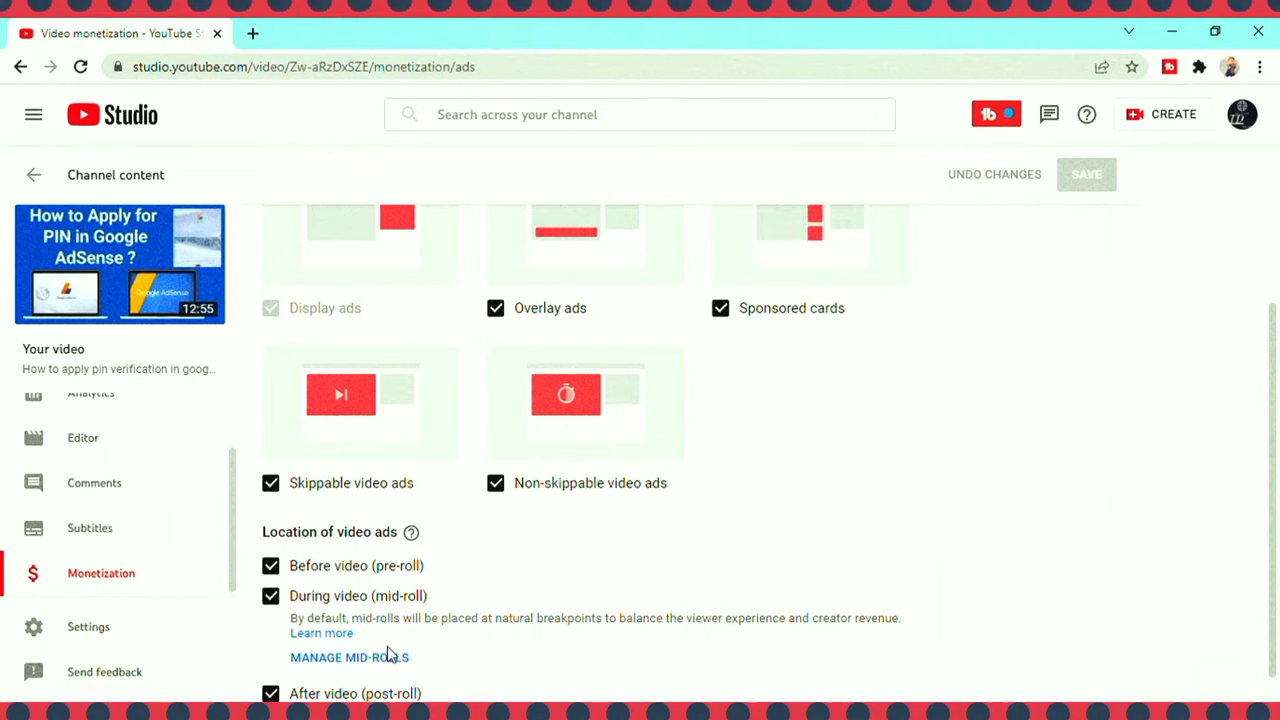 Video monetization - YouTube S
studio.youtube.com/video/Zw-aRzDxSZE/monetization/ads
Studio
Search across your channel
CREATE
Channel content
UNDO CHANGES
SAVE
How to Apply for
PIN in Google
AdSense ?
Google AdSense
12:55
Your video
How to apply pin verification in goog...
Analytics
Editor
Comments
Subtitles
Monetization
Settings
Send feedback
Display ads
Overlay ads
Sponsored cards
Skippable video ads
Non-skippable video ads
Location of video ads
Before video (pre-roll)
During video (mid-roll)
By default, mid-rolls will be placed at natural breakpoints to balance the viewer experience and creator revenue.
Learn more
MANAGE MID-ROLLS
After video (post-roll)